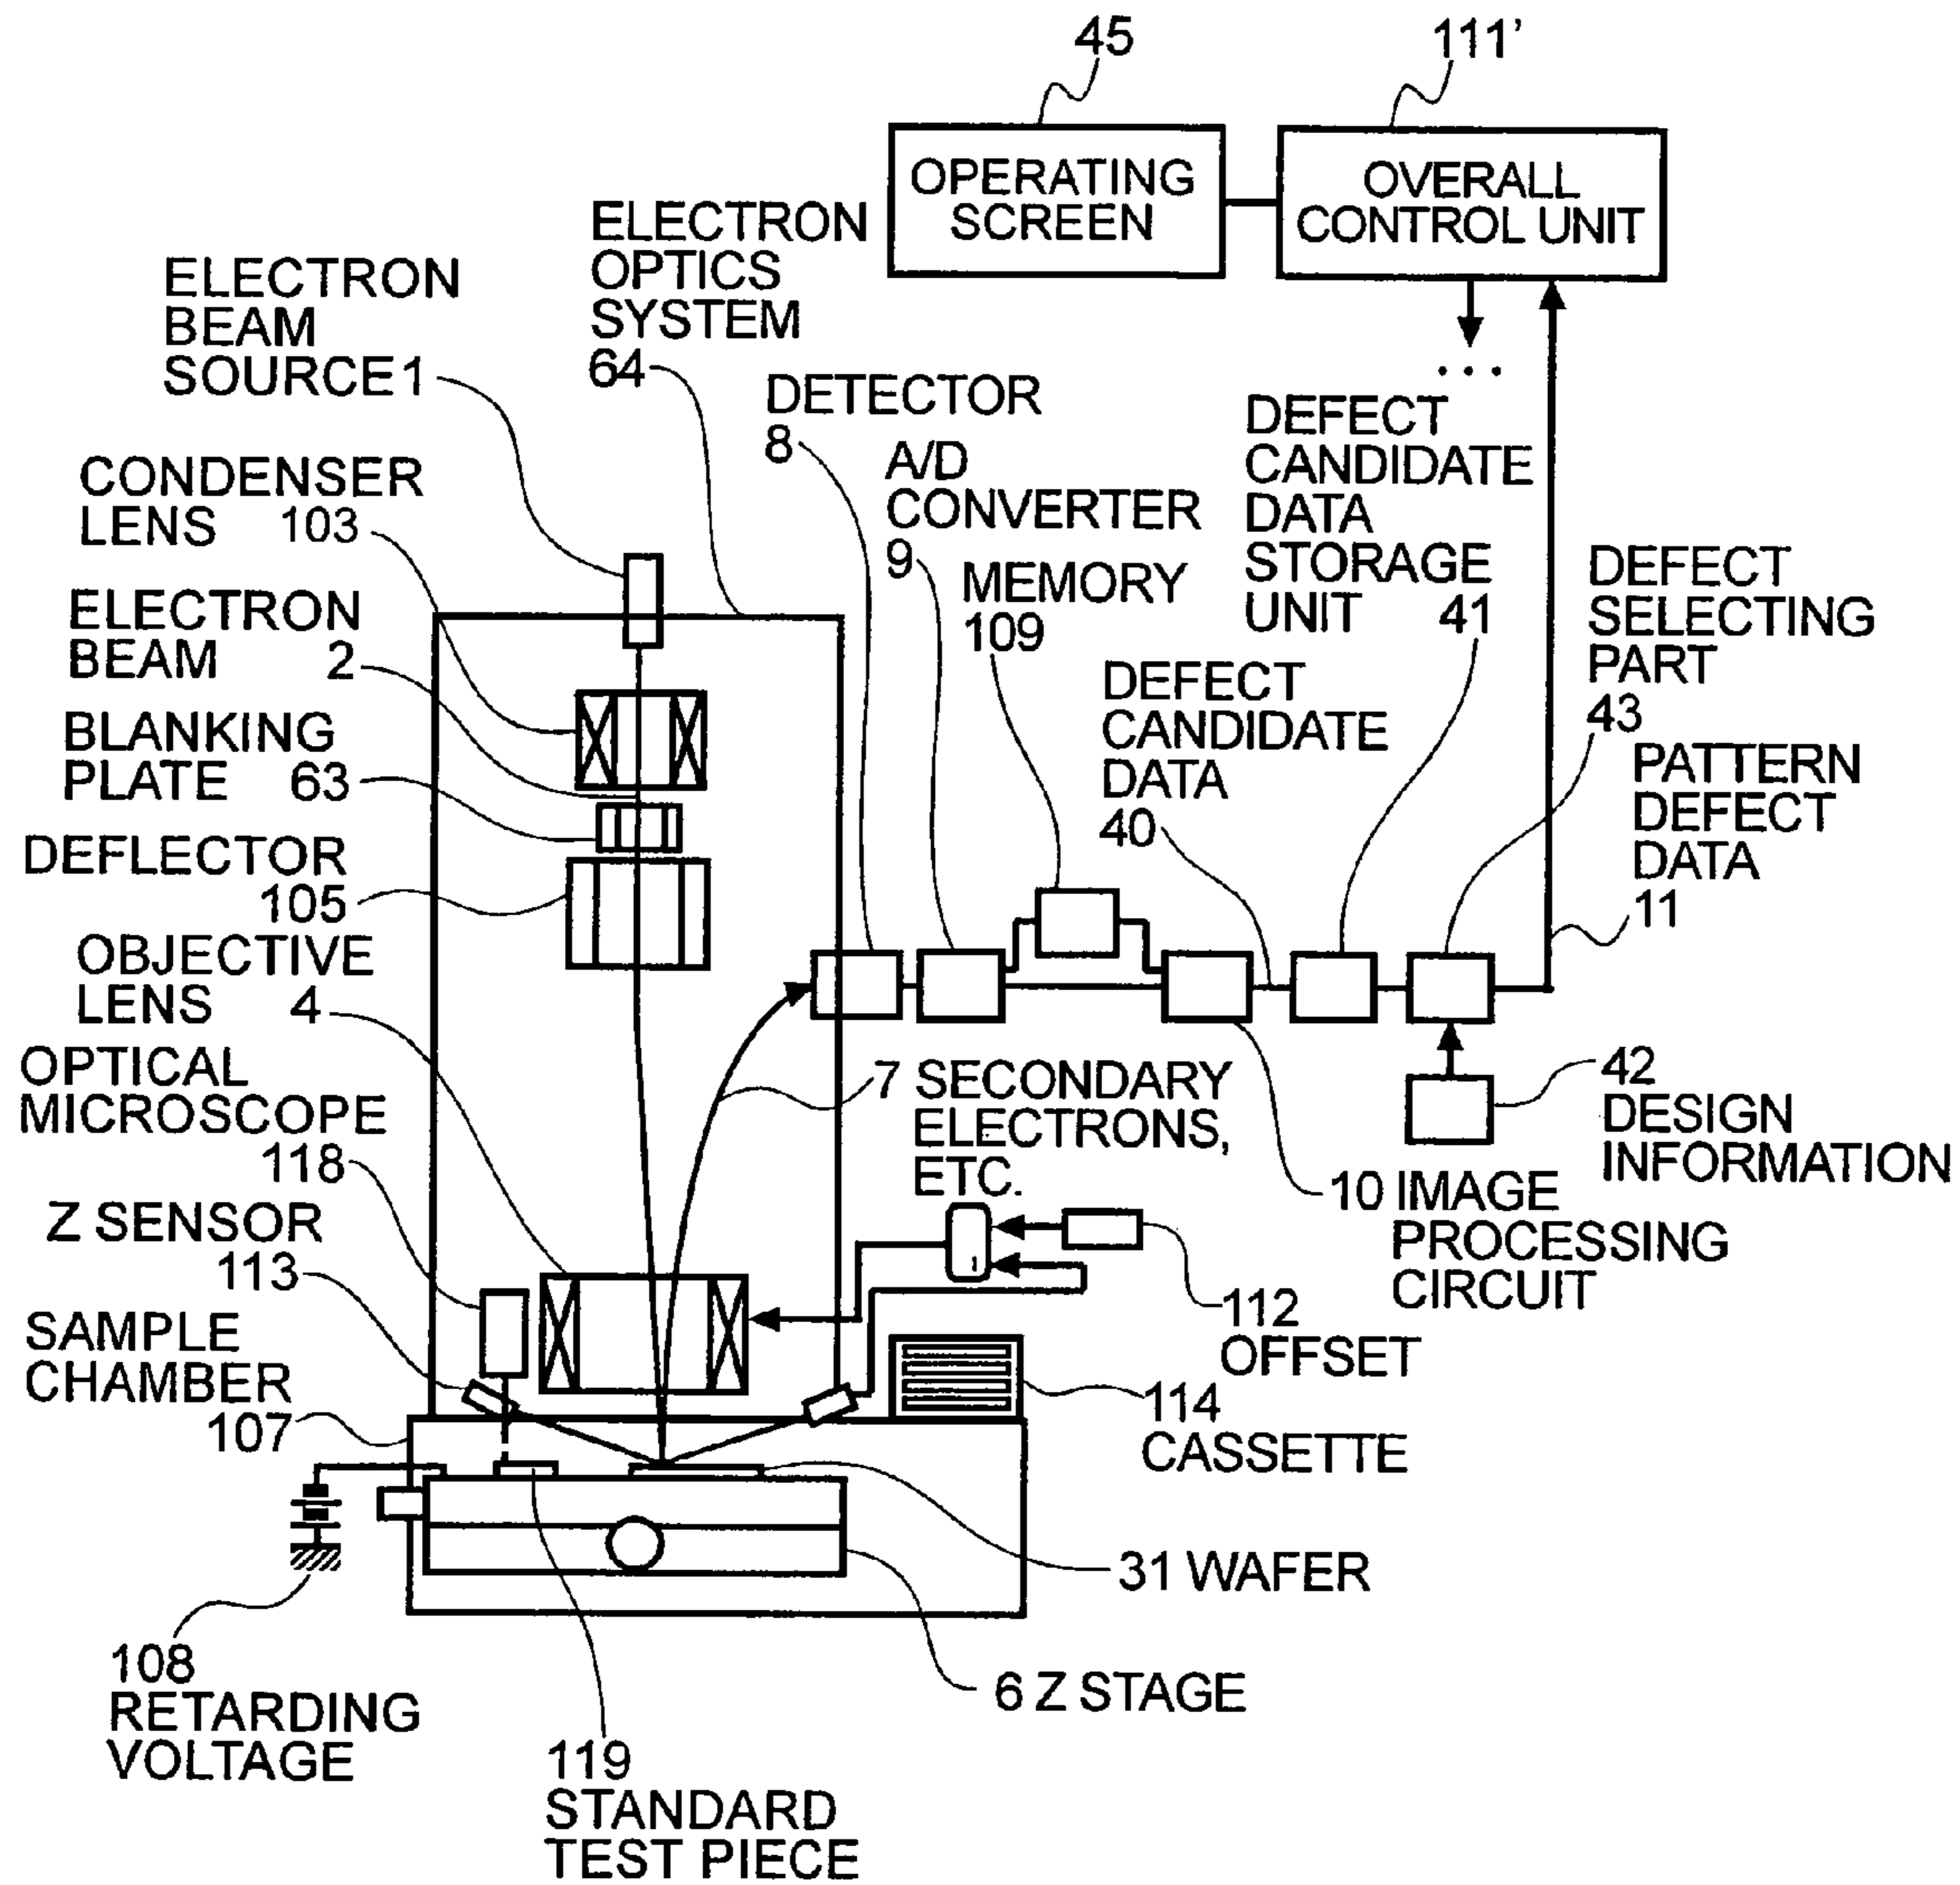 45
111’
OPERATING
SCREEN
OVERALL
CONTROL UNIT
ELECTRON
OPTICS
SYSTEM
64
ELECTRON
BEAM
SOURCE 1
DETECTOR
8
A/D
CONVERTER
9
DEFECT
CANDIDATE
DATA
STORAGE
UNIT 41
...
CONDENSER
LENS 103
MEMORY
109
DEFECT
SELECTING
PART
43
ELECTRON
BEAM 2
DEFECT
CANDIDATE
DATA
40
BLANKING
PLATE 63
PATTERN
DEFECT
DATA
11
DEFLECTOR
105
OBJECTIVE
LENS 4
OPTICAL
MICROSCOPE
118
7 SECONDARY
ELECTRONS,
ETC.
42
DESIGN
INFORMATION
10 IMAGE
PROCESSING
CIRCUIT
Z SENSOR
113
112
OFFSET
SAMPLE
CHAMBER
107
114
CASSETTE
31 WAFER
108
RETARDING
VOLTAGE
6 Z STAGE
119
STANDARD
TEST PIECE